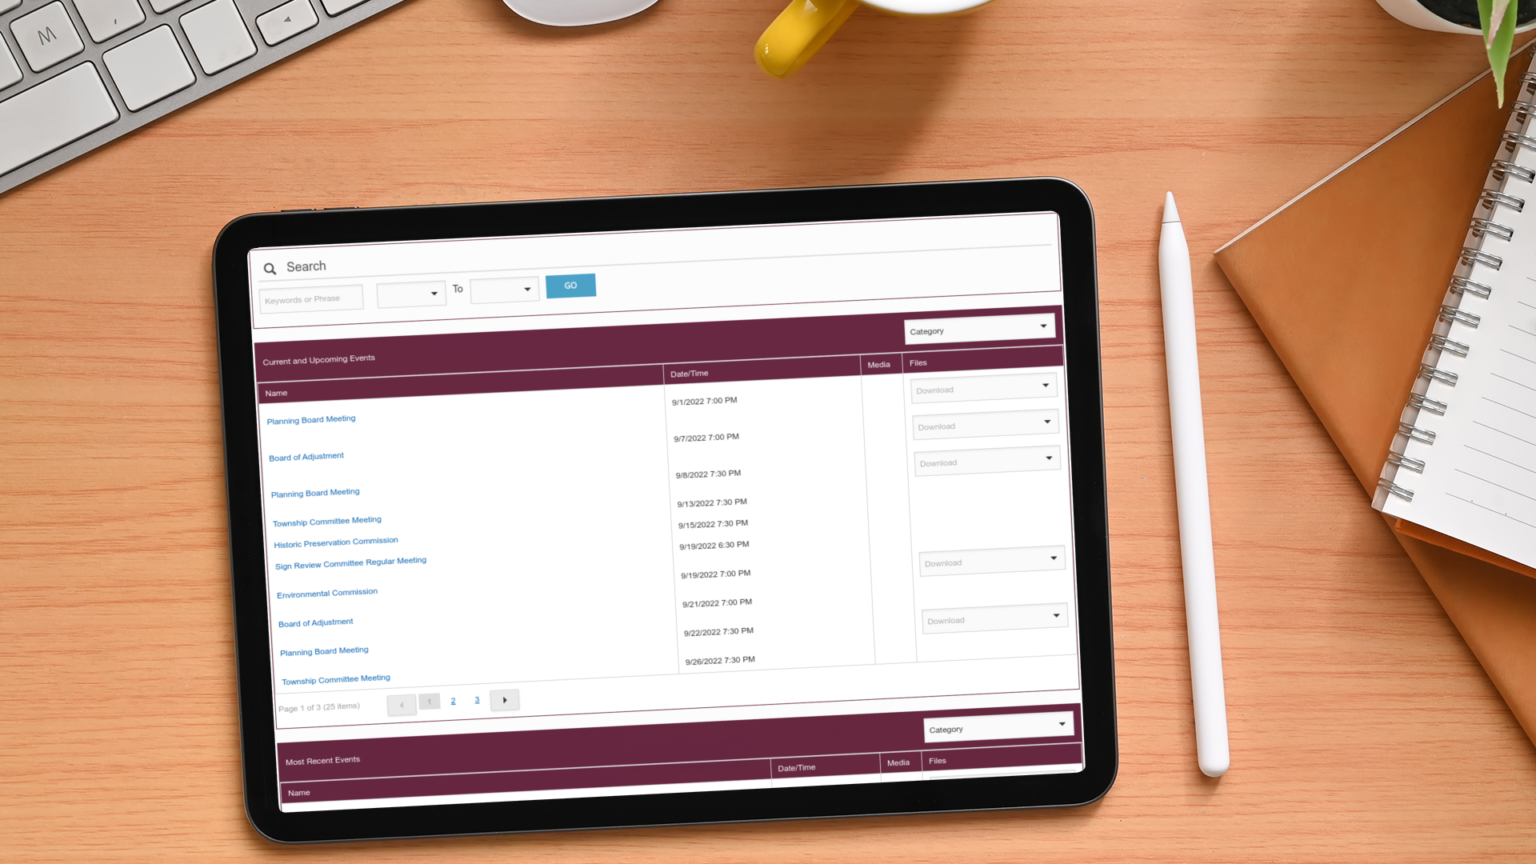 M
,
Search
Keywords or Phrase To GO
Current and Upcoming Events Category
Name Date/Time Media Files
Planning Board Meeting 9/1/2022 7:00 PM Download
Board of Adjustment 9/7/2022 7:00 PM Download
Planning Board Meeting 9/8/2022 7:30 PM Download
Township Committee Meeting 9/13/2022 7:30 PM
Historic Preservation Commission 9/15/2022 7:30 PM
Sign Review Committee Regular Meeting 9/19/2022 6:30 PM
Environmental Commission 9/19/2022 7:00 PM Download
Board of Adjustment 9/21/2022 7:00 PM
Planning Board Meeting 9/22/2022 7:30 PM Download
Township Committee Meeting 9/26/2022 7:30 PM
Page 1 of 3 (25 items) 1 2 3
Most Recent Events Category
Name Date/Time Media Files